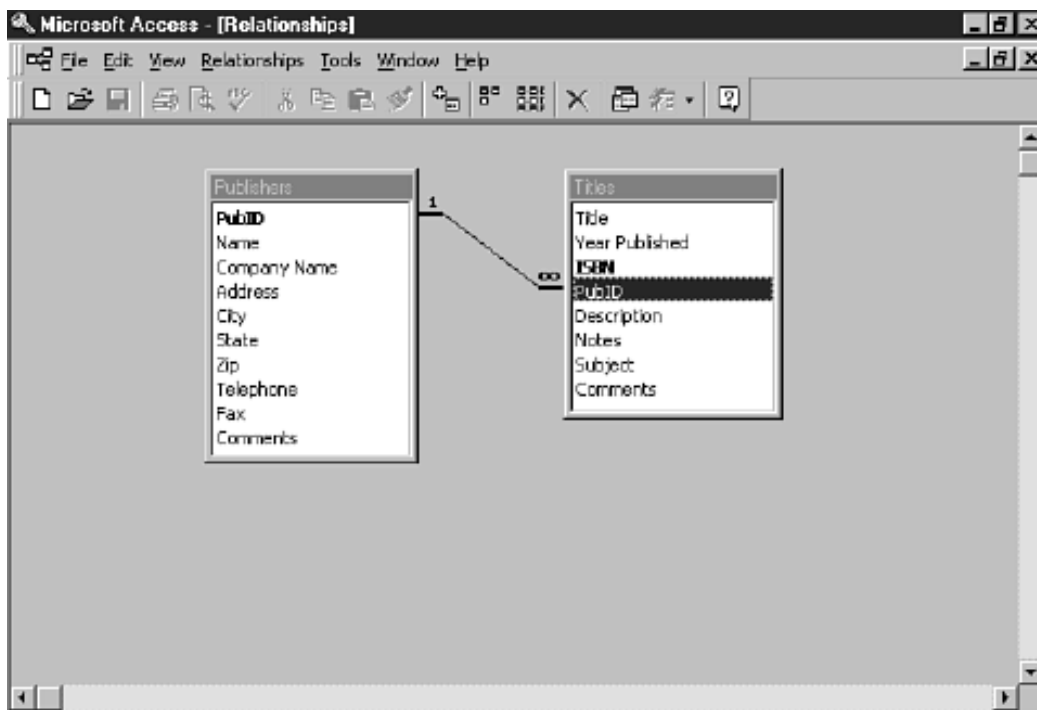 Microsoft Access - [Relationships]
File Edit View Relationships Tools Window Help
Publishers
PubID
Name
Company Name
Address
City
State
Zip
Telephone
Fax
Comments
1
∞
Titles
Title
Year Published
ISBN
PubID
Description
Notes
Subject
Comments